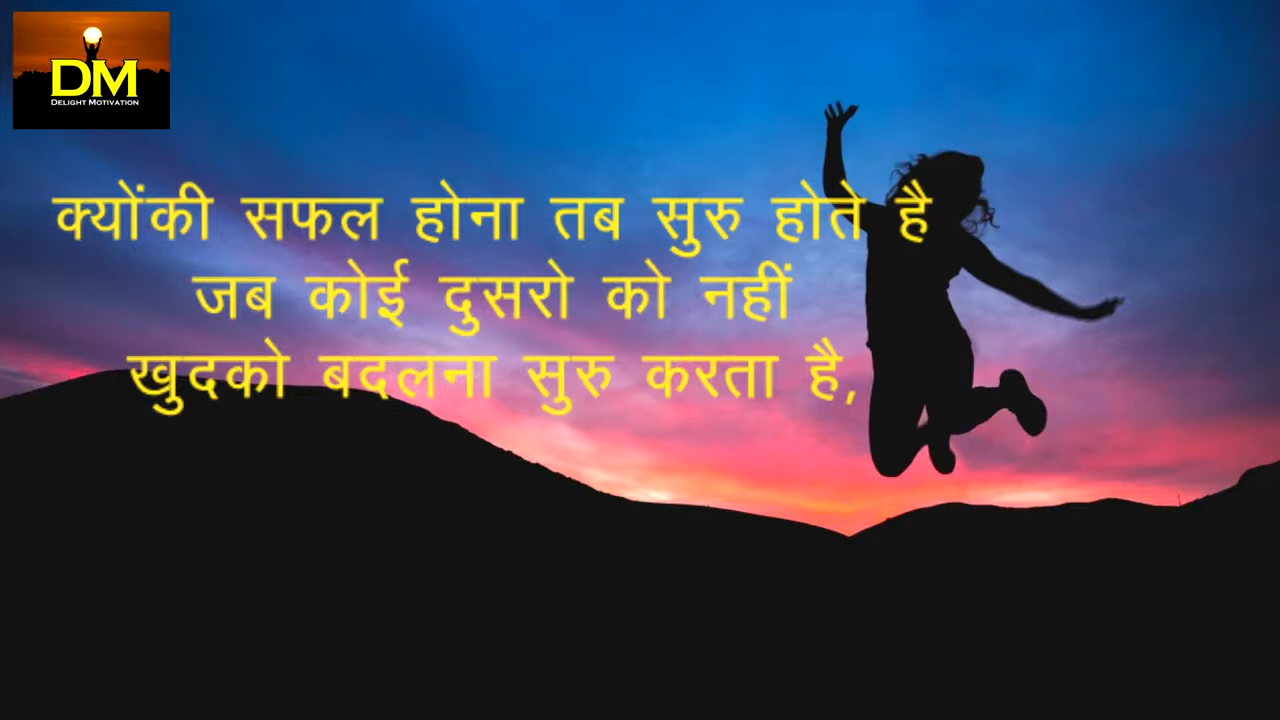 DM
DELIGHT MOTIVATION
क्योंकी सफल होना तब सुरु होते है
जब कोई दुसरो को नहीं
खुदको बदलना सुरु करता है,